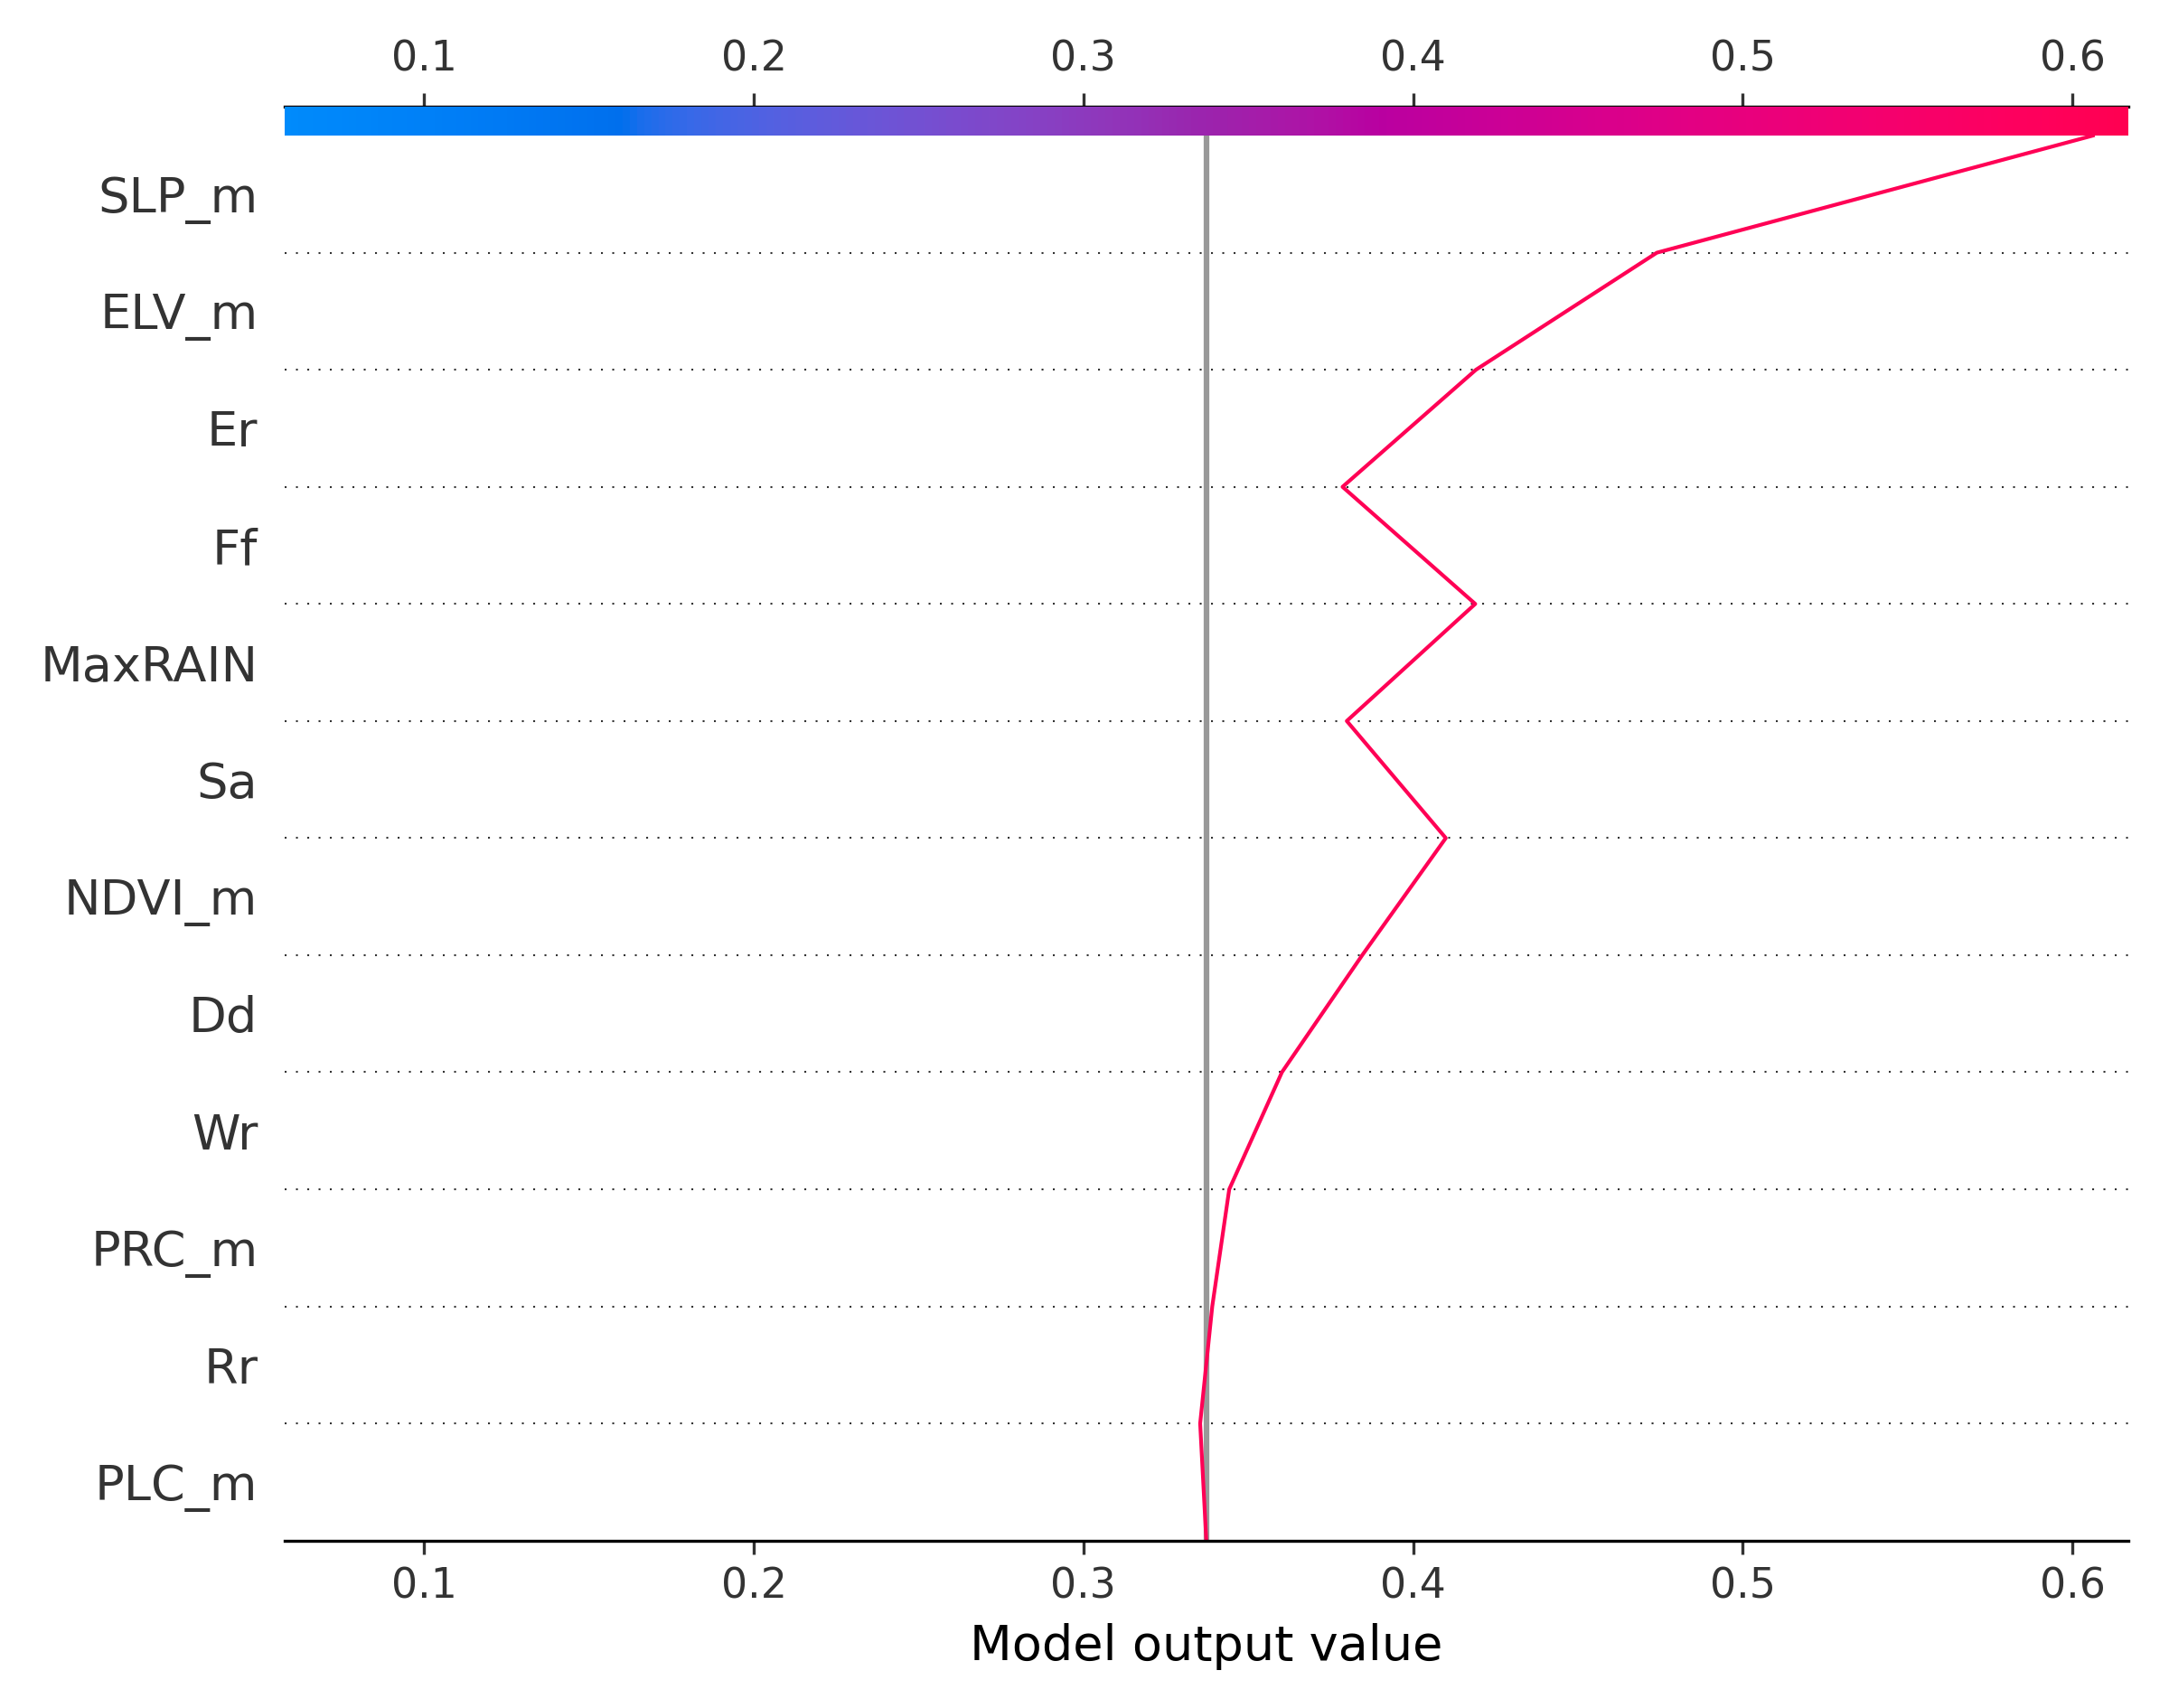 0.1 0.2 0.3 0.4 0.5 0.6
SLP_m
ELV_m
Er
Ff
MaxRAIN
Sa
NDVI_m
Dd
Wr
PRC_m
Rr
PLC_m
0.1 0.2 0.3 0.4 0.5 0.6
Model output value